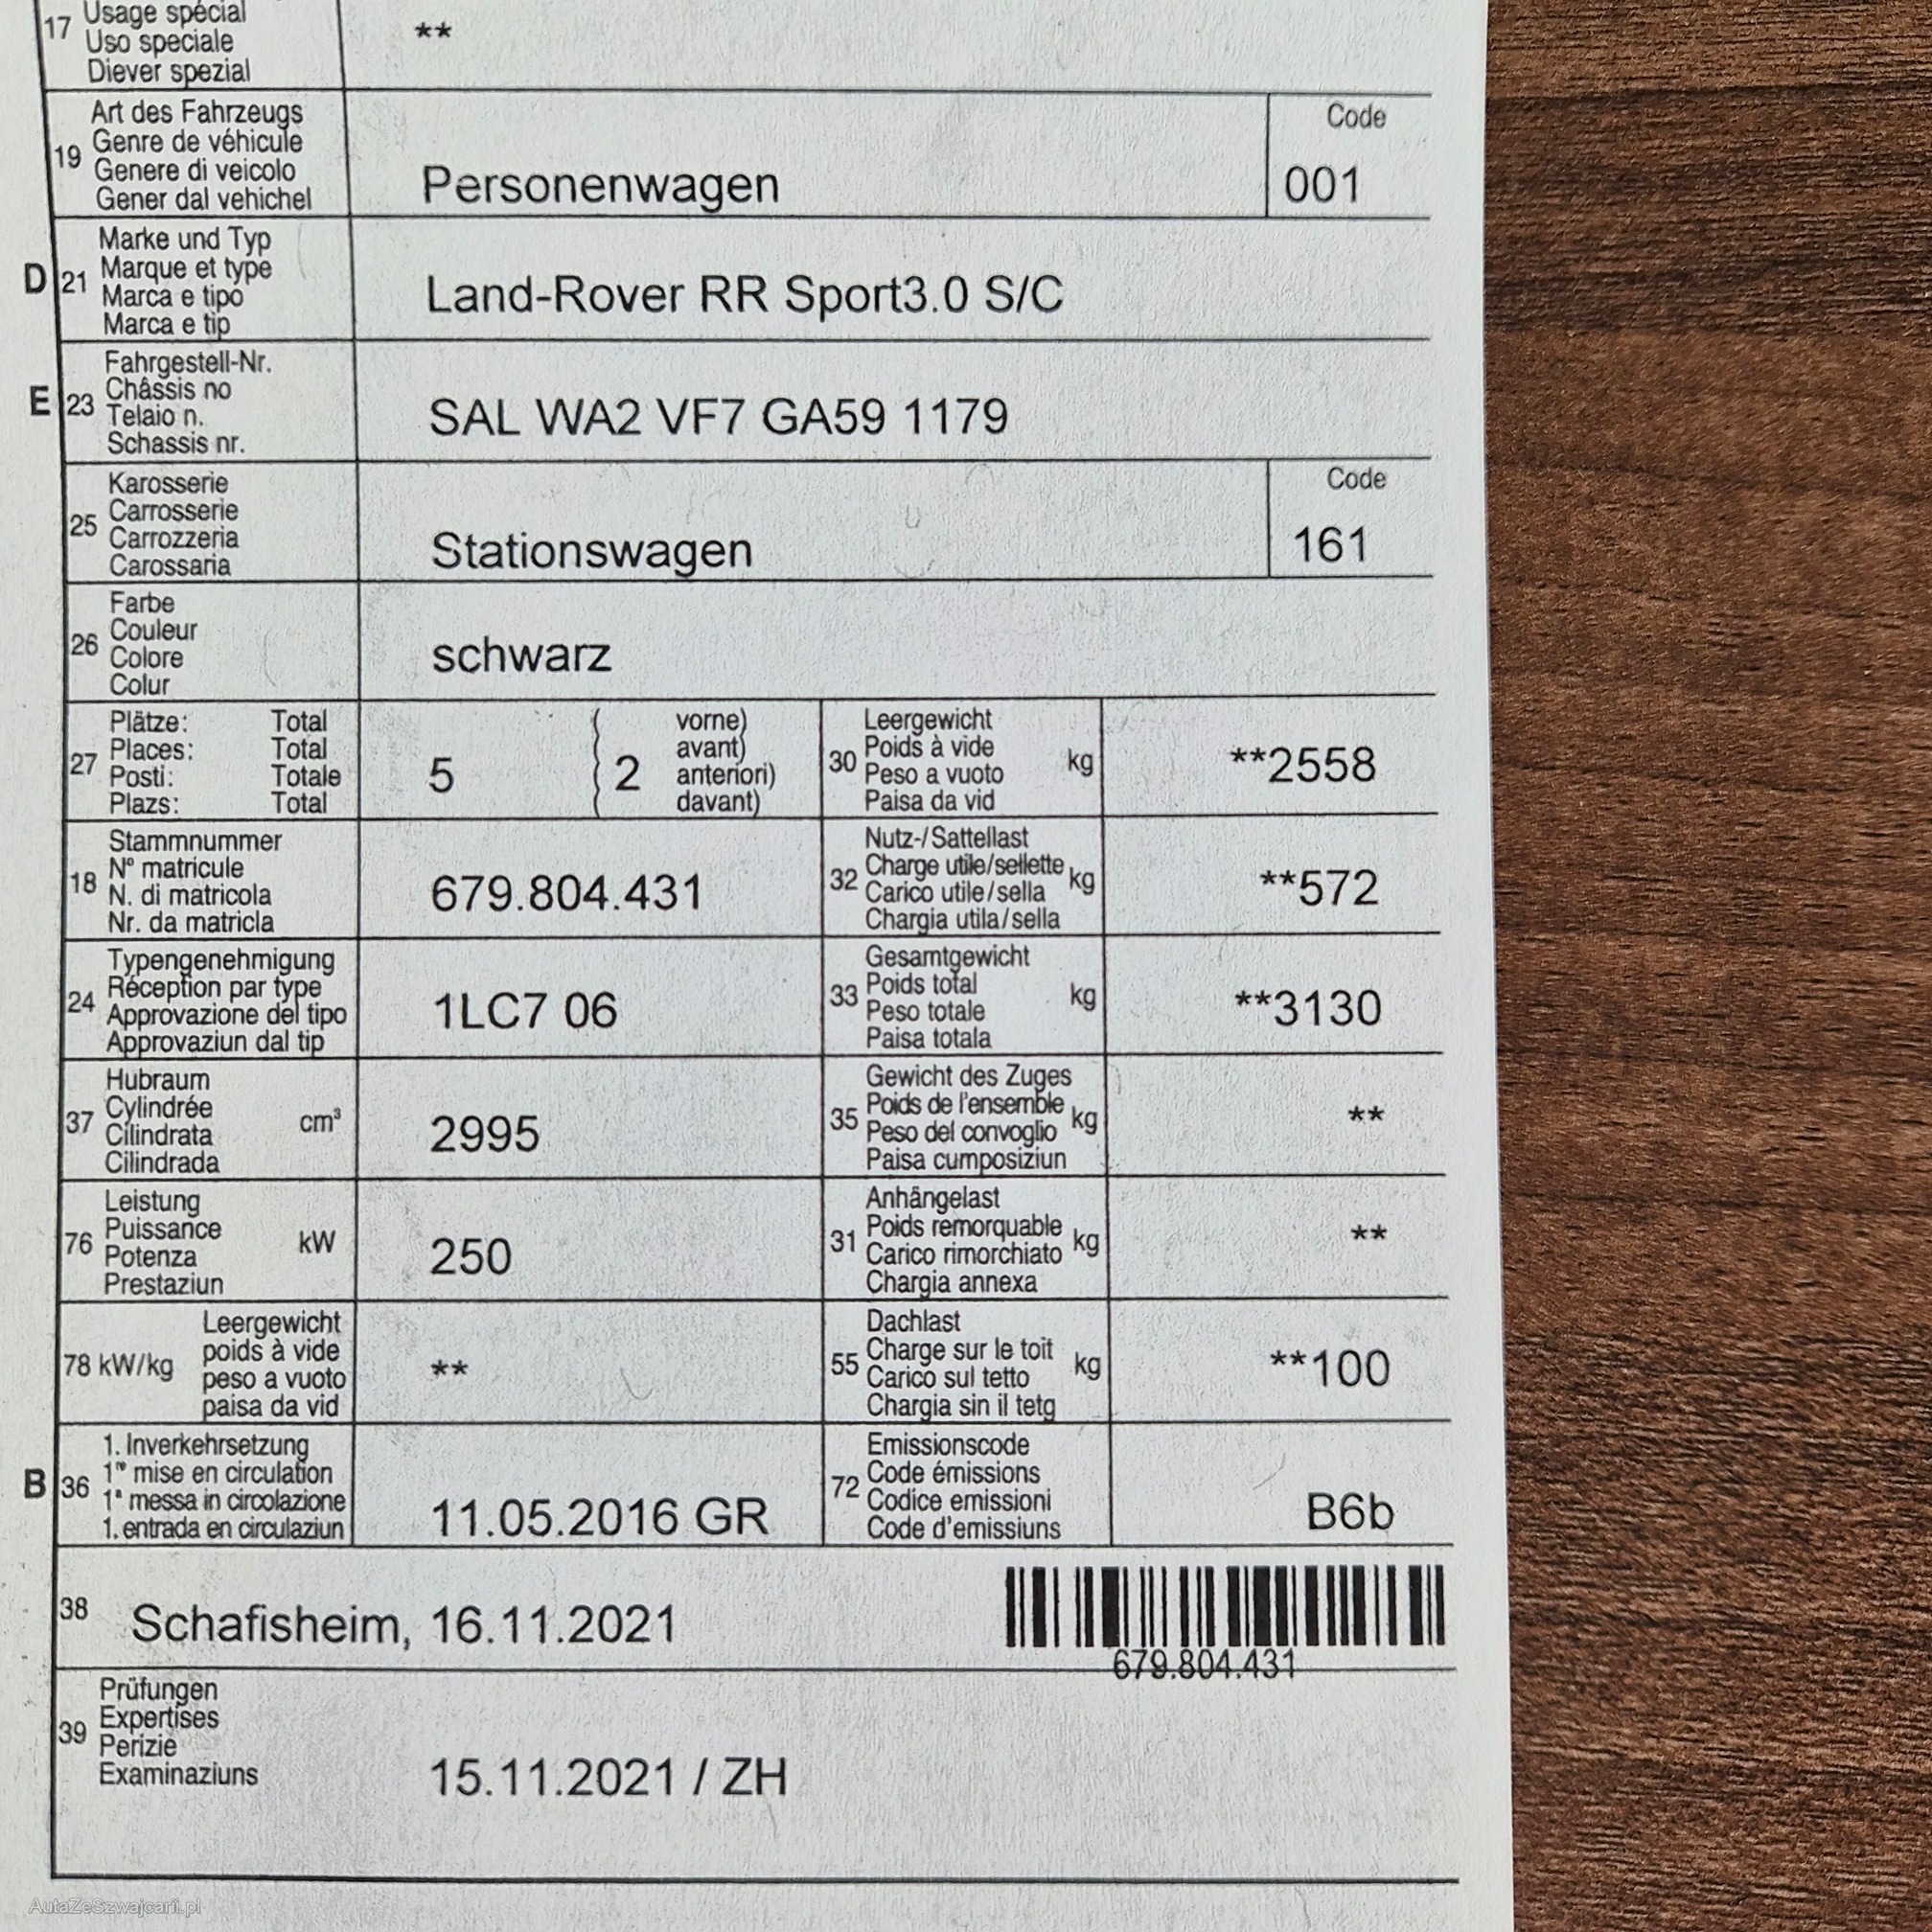 17 Usage spécial
Uso speciale
Diever spezial
**
19 Art des Fahrzeugs
Genre de véhicule
Genere di veicolo
Gener dal vehichel
Personenwagen
Code
001
D 21 Marke und Typ
Marque et type
Marca e tipo
Marca e tip
Land-Rover RR Sport3.0 S/C
E 23 Fahrgestell-Nr.
Châssis no
Telaio n.
Schassis nr.
SAL WA2 VF7 GA59 1179
25 Karosserie
Carrosserie
Carrozzeria
Carossaria
Stationswagen
Code
161
26 Farbe
Couleur
Colore
Colur
schwarz
27 Plätze: Total
Places: Total
Posti: Totale
Plazs: Total
5 ( 2 vorne)
avant)
anteriori)
davant)
30 Leergewicht
Poids à vide
Peso a vuoto
Paisa da vid
kg
**2558
18 Stammnummer
N° matricule
N. di matricola
Nr. da matricla
679.804.431
32 Nutz-/Sattellast
Charge utile/sellette
Carico utile/sella
Chargia utila/sella
kg
**572
24 Typengenehmigung
Réception par type
Approvazione del tipo
Approvaziun dal tip
1LC7 06
33 Gesamtgewicht
Poids total
Peso totale
Paisa totala
kg
**3130
37 Hubraum
Cylindrée
Cilindrata
Cilindrada
cm³
2995
35 Gewicht des Zuges
Poids de l'ensemble
Peso del convoglio
Paisa cumposiziun
kg
**
76 Leistung
Puissance
Potenza
Prestaziun
kW
250
31 Anhängelast
Poids remorquable
Carico rimorchiato
Chargia annexa
kg
**
78 kW/kg Leergewicht
poids à vide
peso a vuoto
paisa da vid
**
55 Dachlast
Charge sur le toit
Carico sul tetto
Chargia sin il tetg
kg
**100
B 36 1. Inverkehrsetzung
1re mise en circulation
1a messa in circolazione
1. entrada en circulaziun
11.05.2016 GR
72 Emissionscode
Code émissions
Codice emissioni
Code d'emissiuns
B6b
38 Schafisheim, 16.11.2021
679.804.431
39 Prüfungen
Expertises
Perizie
Examinaziuns
15.11.2021 / ZH
AutaZeSzwajcarii.pl